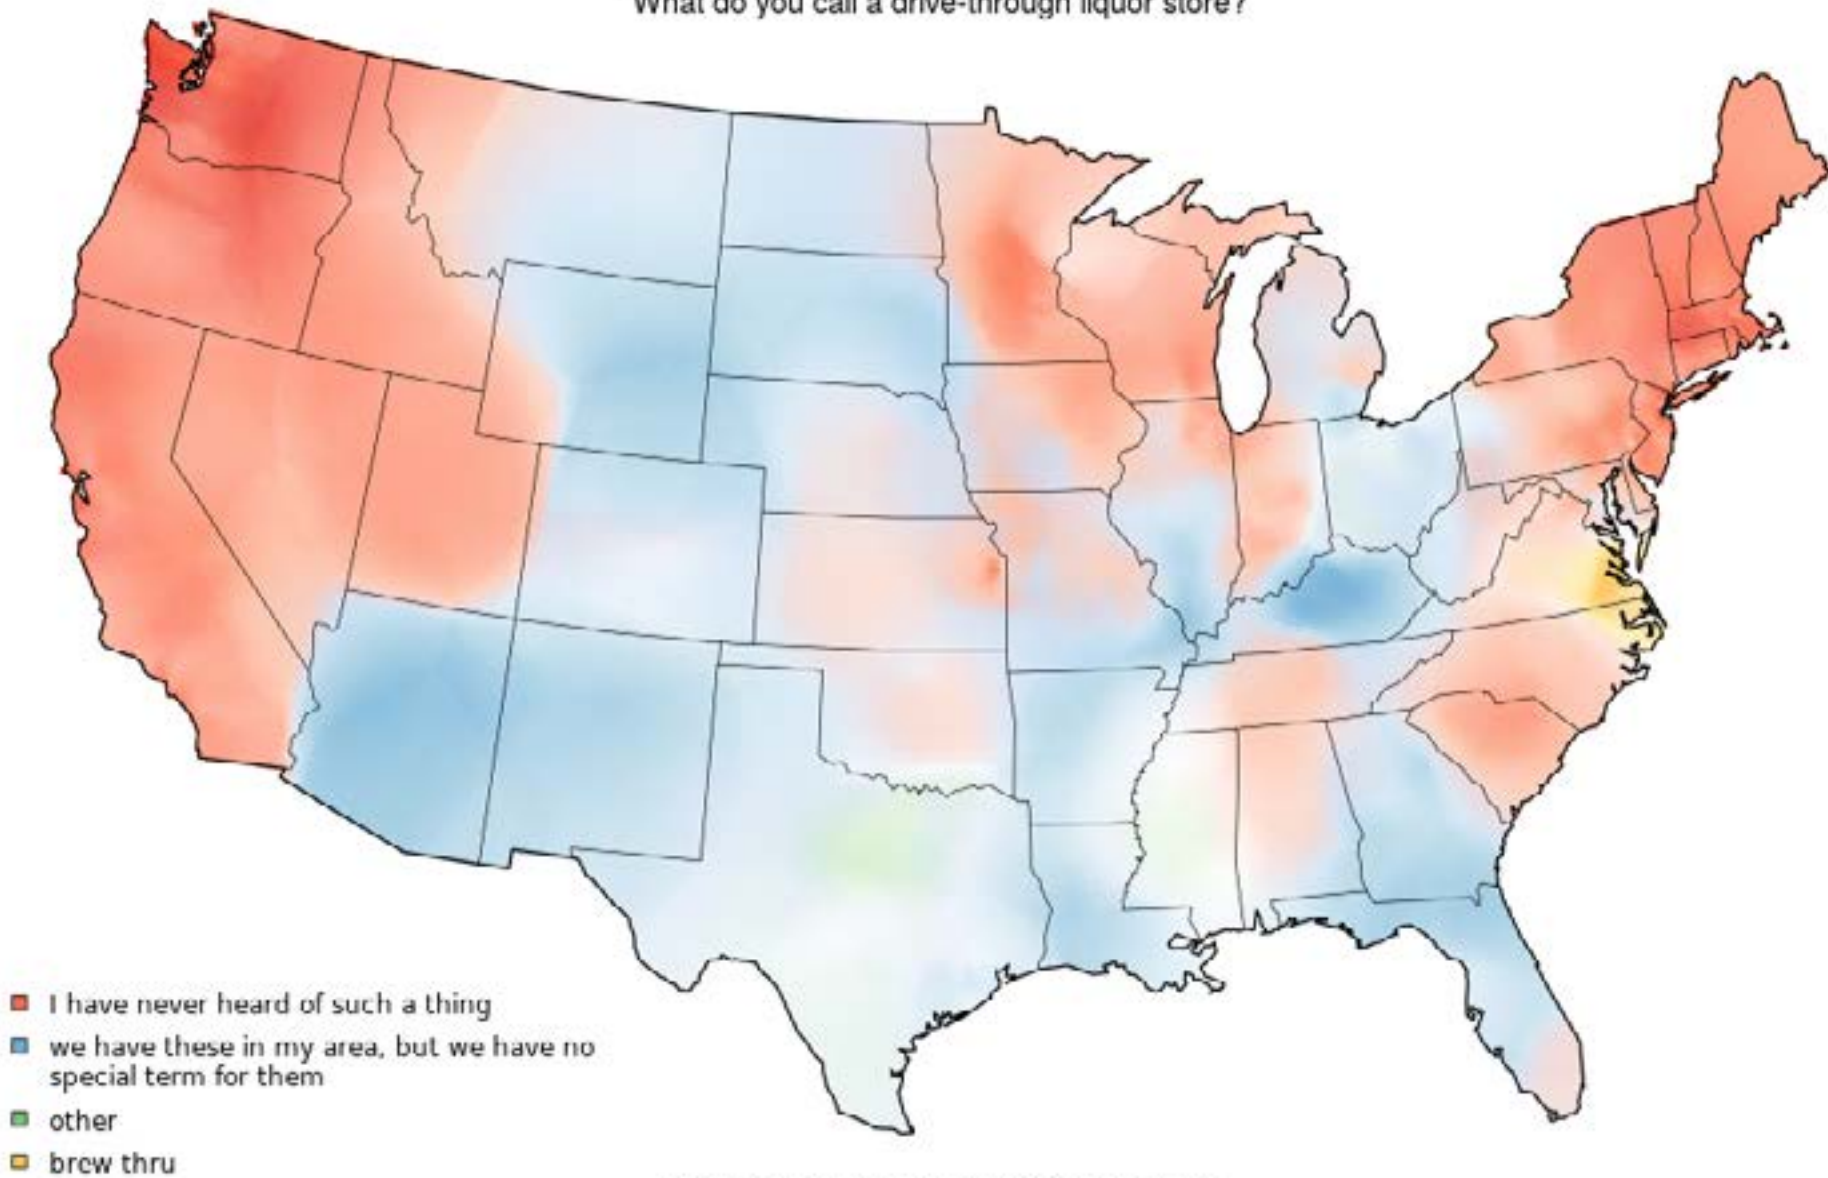 What do you call a drive-through liquor store?
I have never heard of such a thing
we have these in my area, but we have no
special term for them
other
brew thru